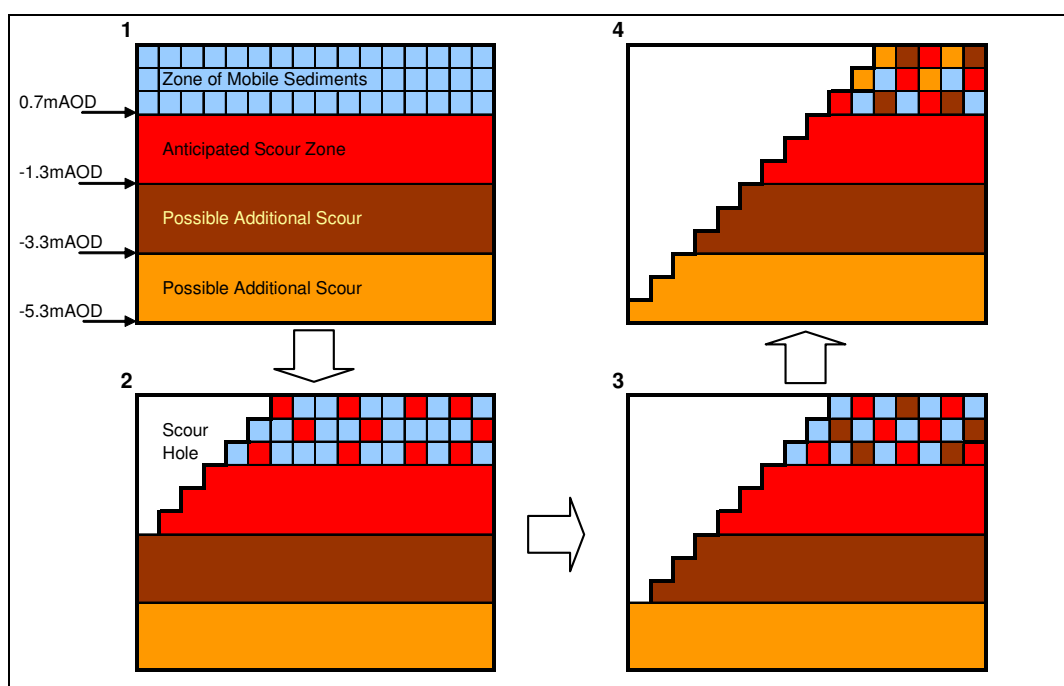 1
Zone of Mobile Sediments
0.7mAOD
Anticipated Scour Zone
-1.3mAOD
Possible Additional Scour
-3.3mAOD
Possible Additional Scour
-5.3mAOD
4
2
Scour
Hole
3